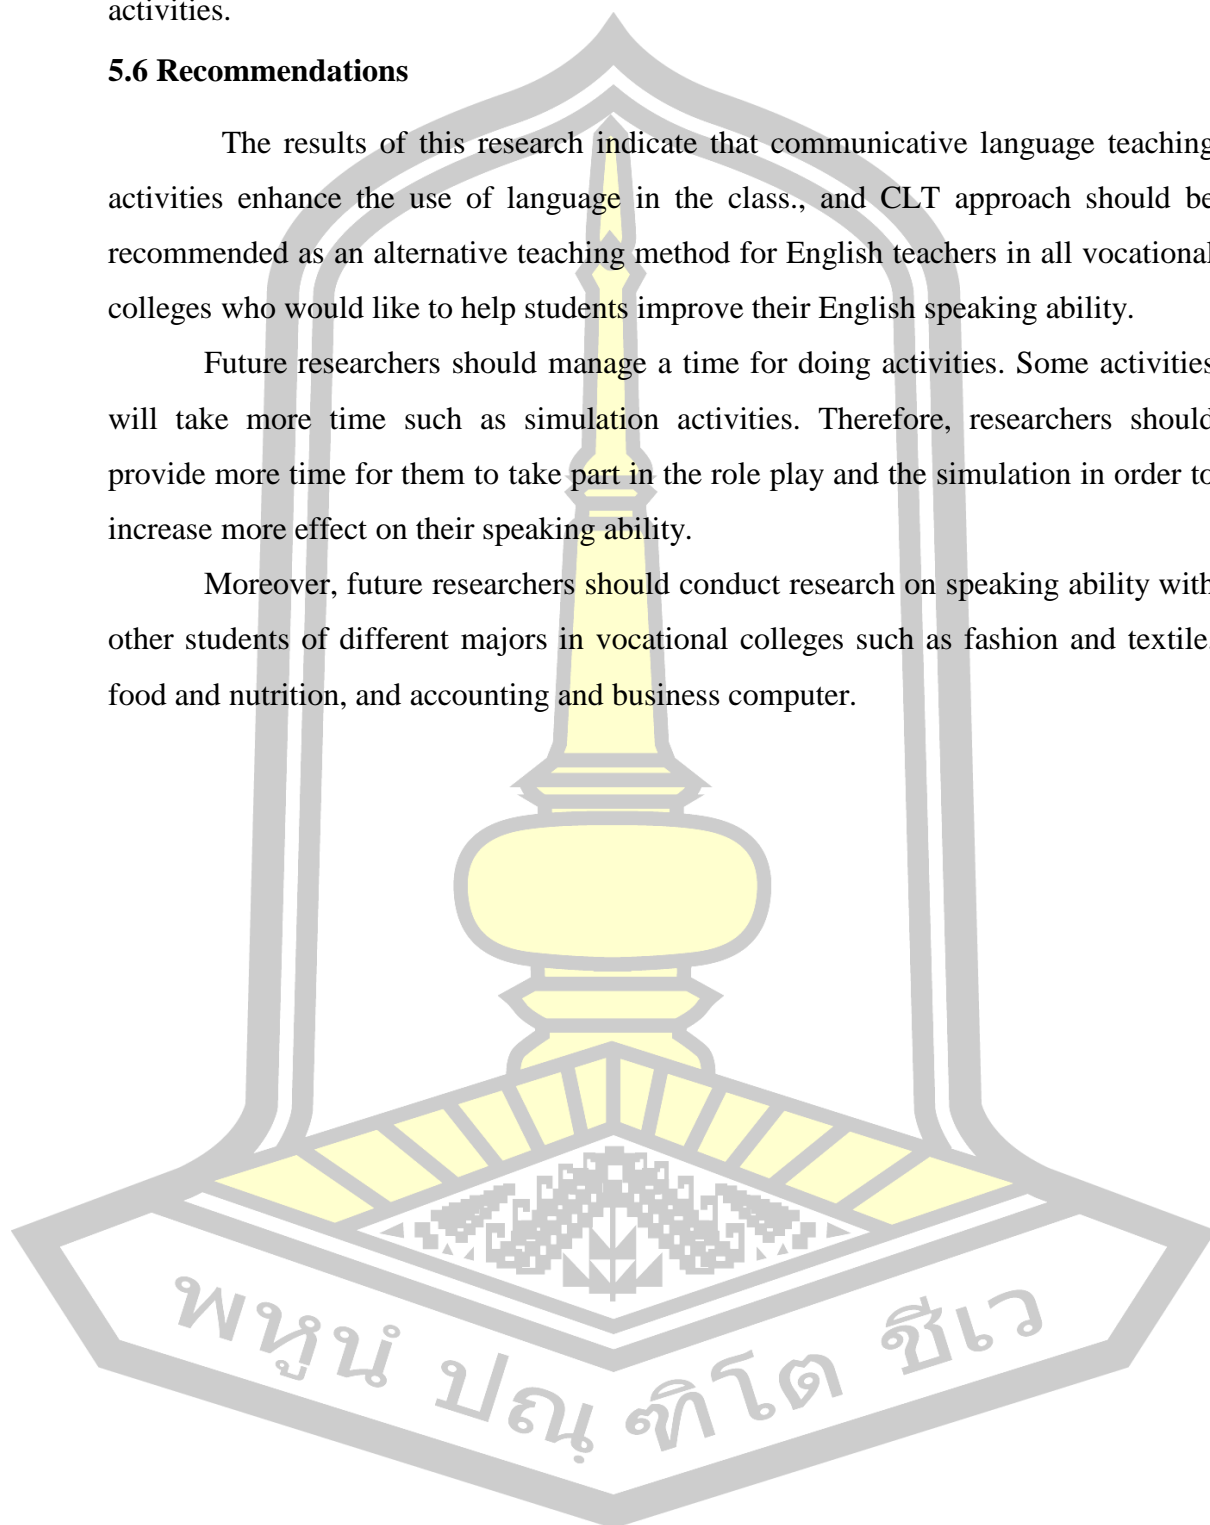 activities.
5.6 Recommendations
The results of this research indicate that communicative language teaching
activities enhance the use of language in the class., and CLT approach should be
recommended as an alternative teaching method for English teachers in all vocational
colleges who would like to help students improve their English speaking ability.
Future researchers should manage a time for doing activities. Some activities
will take more time such as simulation activities. Therefore, researchers should
provide more time for them to take part in the role play and the simulation in order to
increase more effect on their speaking ability.
Moreover, future researchers should conduct research on speaking ability with
other students of different majors in vocational colleges such as fashion and textile,
food and nutrition, and accounting and business computer.
พหูนํ ปณฺฑิโต ชีเว